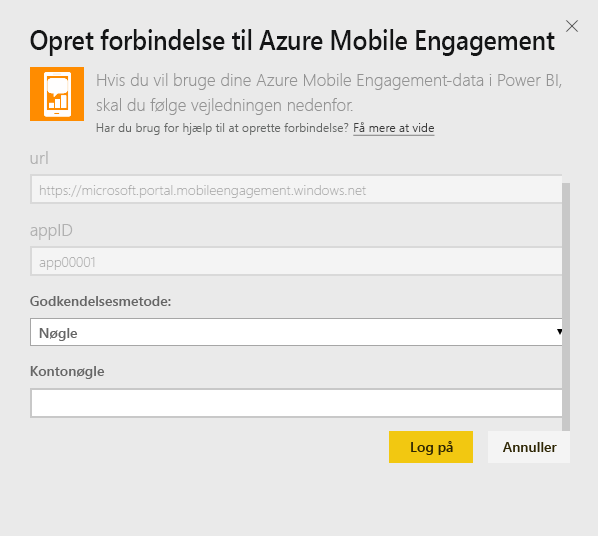 Opret forbindelse til Azure Mobile Engagement
Hvis du vil bruge dine Azure Mobile Engagement-data i Power BI,
skal du følge vejledningen nedenfor.
Har du brug for hjælp til at oprette forbindelse? Få mere at vide
url
https://microsoft.portal.mobileengagement.windows.net
appID
app00001
Godkendelsesmetode:
Nøgle
Kontonøgle
Log på
Annuller